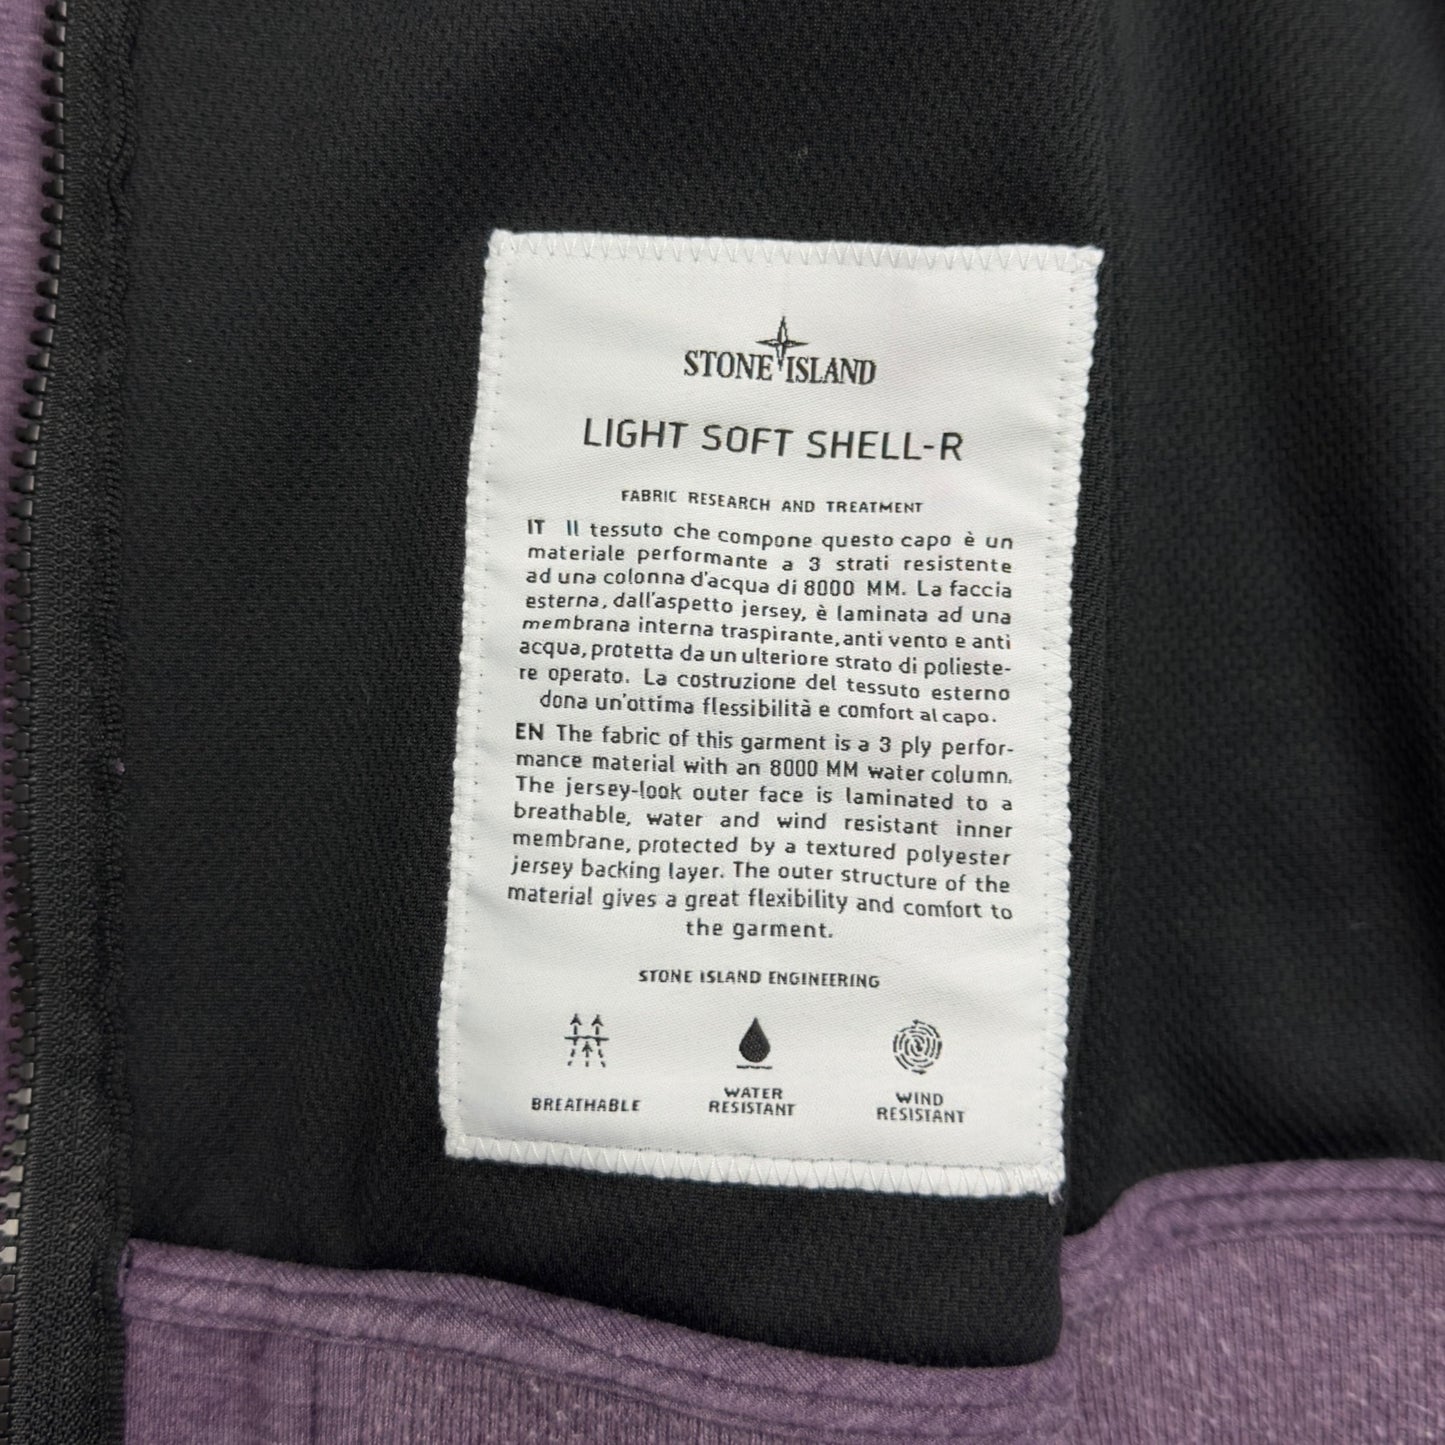 STONE ISLAND
LIGHT SOFT SHELL-R
FABRIC RESEARCH AND TREATMENT
IT Il tessuto che compone questo capo è un
materiale performante a 3 strati resistente
ad una colonna d'acqua di 8000 MM. La faccia
esterna, dall'aspetto jersey, è laminata ad una
membrana interna traspirante, anti vento e anti
acqua, protetta da un ulteriore strato di polieste-
re operato. La costruzione del tessuto esterno
dona un'ottima flessibilità e comfort al capo.
EN The fabric of this garment is a 3 ply perfor-
mance material with an 8000 MM water column.
The jersey-look outer face is laminated to a
breathable, water and wind resistant inner
membrane, protected by a textured polyester
jersey backing layer. The outer structure of the
material gives a great flexibility and comfort to
the garment.
STONE ISLAND ENGINEERING
BREATHABLE
WATER
RESISTANT
WIND
RESISTANT